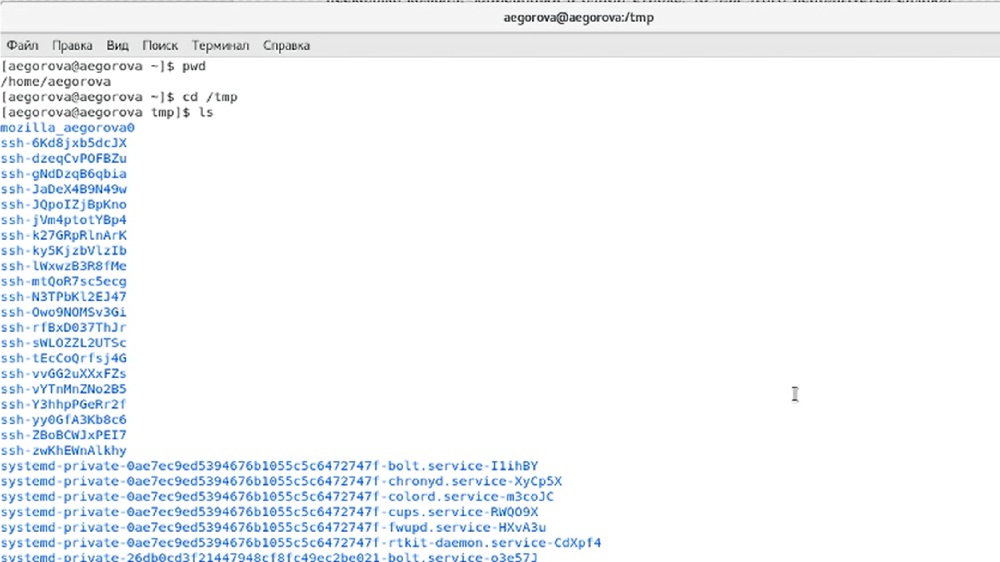 aegorova@aegorova:/tmp
Файл Правка Вид Поиск Терминал Справка
[aegorova@aegorova ~]$ pwd
/home/aegorova
[aegorova@aegorova ~]$ cd /tmp
[aegorova@aegorova tmp]$ ls
mozilla_aegorova0
ssh-6Kd8jxb5dcJX
ssh-dzeqCvPOFBZu
ssh-gNdDzqB6qbia
ssh-JaDeX4B9N49w
ssh-JQpoIZjBpKno
ssh-jVm4ptotYBp4
ssh-k27GRpRlnArK
ssh-ky5KjzbVlzIb
ssh-lWxwzB3R8fMe
ssh-mtQoR7sc5ecg
ssh-N3TPbKl2EJ47
ssh-Owo9NOMSv3Gi
ssh-rfBxD037ThJr
ssh-sWLOZZL2UTSc
ssh-tEcCoQrfsj4G
ssh-vvGG2uXXxFZs
ssh-vYTnMnZNo2B5
ssh-Y3hhpPGeRr2f
ssh-yy0GfA3Kb8c6
ssh-ZBoBCWJxPEI7
ssh-zwKhEWnAlkhy
systemd-private-0ae7ec9ed5394676b1055c5c6472747f-bolt.service-I1ihBY
systemd-private-0ae7ec9ed5394676b1055c5c6472747f-chronyd.service-XyCp5X
systemd-private-0ae7ec9ed5394676b1055c5c6472747f-colord.service-m3coJC
systemd-private-0ae7ec9ed5394676b1055c5c6472747f-cups.service-RWQO9X
systemd-private-0ae7ec9ed5394676b1055c5c6472747f-fwupd.service-HXvA3u
systemd-private-0ae7ec9ed5394676b1055c5c6472747f-rtkit-daemon.service-CdXpf4
systemd-private-26db0cd3f21447948cf8fc49ec2be021-bolt.service-o3e57J